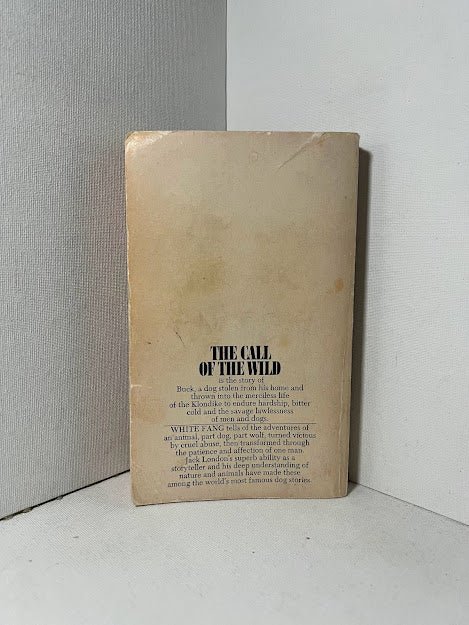 THE CALL
OF THE WILD
is the story of
Buck, a dog stolen from his home and
thrown into the merciless life
of the Klondike to endure hardship, bitter
cold and the savage lawlessness
of men and dogs.
WHITE FANG tells of the adventures of
an animal, part dog, part wolf, turned vicious
by cruel abuse, then transformed through
the patience and affection of one man.
Jack London's superb ability as a
storyteller and his deep understanding of
nature and animals have made these
among the world's most famous dog stories.